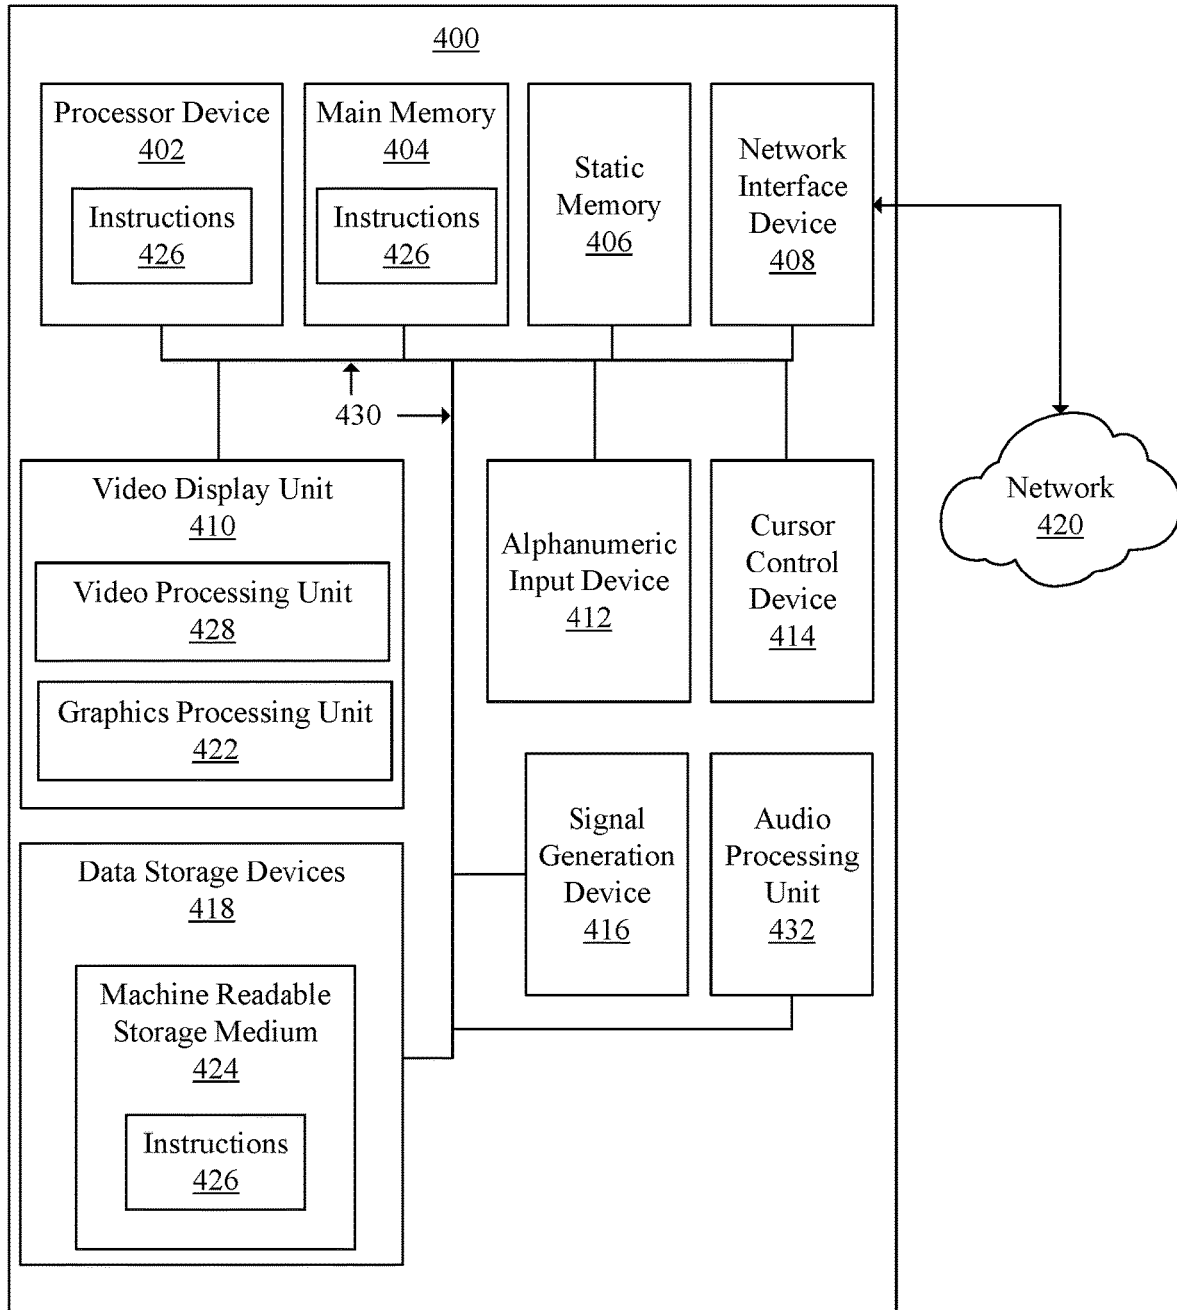 400
Processor Device
402
Instructions
426
Main Memory
404
Instructions
426
Static
Memory
406
Network
Interface
Device
408
430
Video Display Unit
410
Video Processing Unit
428
Graphics Processing Unit
422
Alphanumeric
Input Device
412
Cursor
Control
Device
414
Network
420
Data Storage Devices
418
Machine Readable
Storage Medium
424
Instructions
426
Signal
Generation
Device
416
Audio
Processing
Unit
432